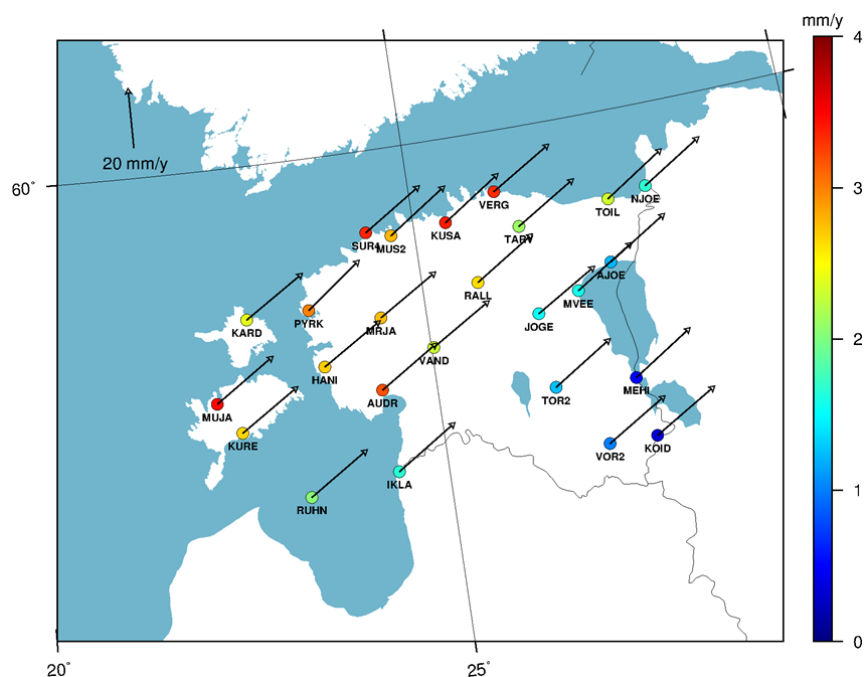 mm/y
4
20 mm/y
60°
VERG
TOIL
NJOE
SUR4
MUS2
KUSA
TARV
AJOE
RALL
MVEE
KARD
PYRK
MRJA
JOGE
3
VAND
HANI
MUJA
AUDR
TOR2
MEHI
KURE
VOR2
KOID
IKLA
RUHN
2
1
0
20°
25°